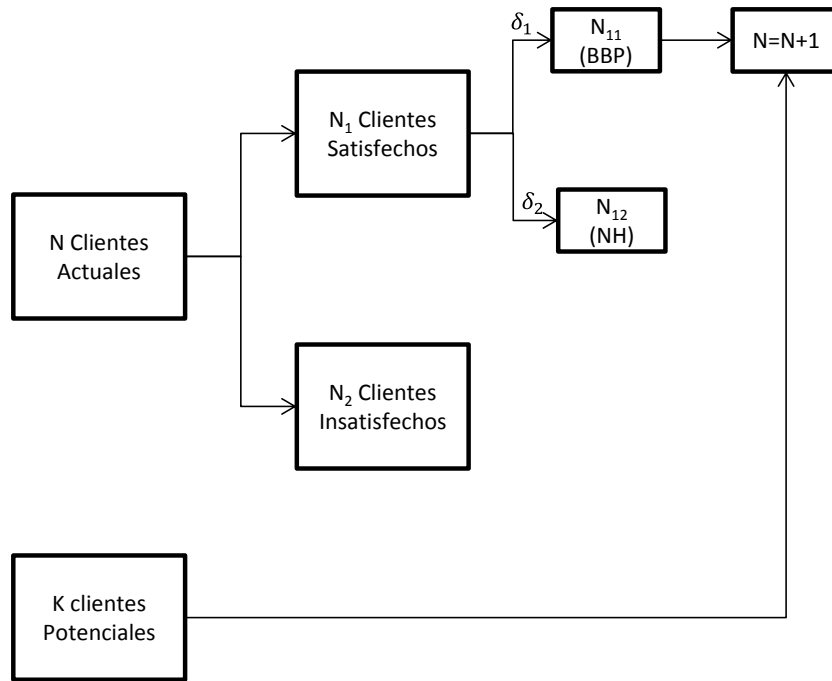 δ₁
N₁₁
(BBP)
N=N+1
N₁ Clientes
Satisfechos
δ₂
N₁₂
(NH)
N Clientes
Actuales
N₂ Clientes
Insatisfechos
K clientes
Potenciales